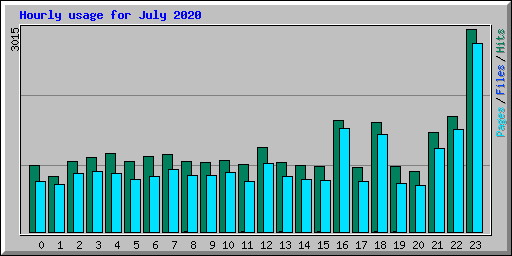 Hourly usage for July 2020
3015
Pages/Files/Hits
0 1 2 3 4 5 6 7 8 9 10 11 12 13 14 15 16 17 18 19 20 21 22 23